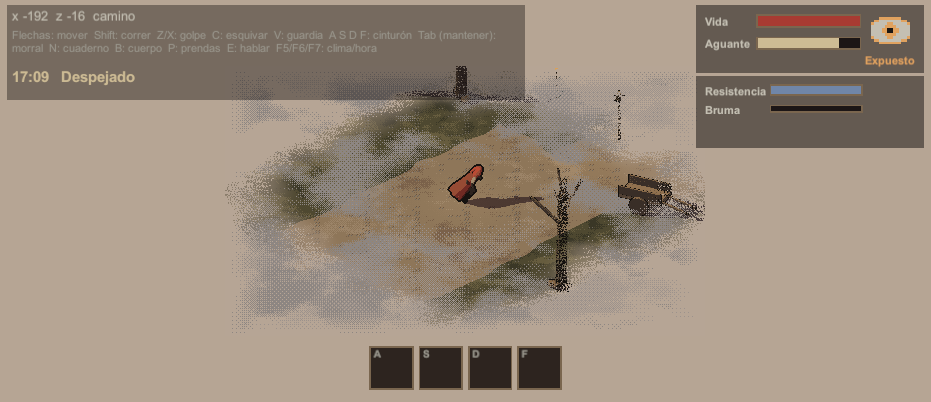 x -192 z -16 camino
Flechas: mover Shift: correr Z/X: golpe C: esquivar V: guardia A S D F: cinturón Tab (mantener):
morral N: cuaderno B: cuerpo P: prendas E: hablar F5/F6/F7: clima/hora
17:09 Despejado
Vida
Aguante
Expuesto
Resistencia
Bruma
A S D F